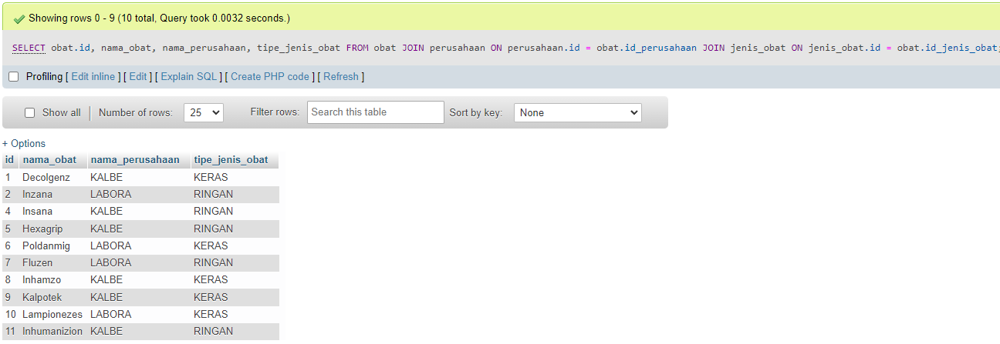 Showing rows 0 - 9 (10 total, Query took 0.0032 seconds.)
SELECT obat.id, nama_obat, nama_perusahaan, tipe_jenis_obat FROM obat JOIN perusahaan ON perusahaan.id = obat.id_perusahaan JOIN jenis_obat ON jenis_obat.id = obat.id_jenis_obat;
Profiling [ Edit inline ] [ Edit ] [ Explain SQL ] [ Create PHP code ] [ Refresh ]
Show all Number of rows: 25 Filter rows: Search this table Sort by key: None
+ Options
id nama_obat nama_perusahaan tipe_jenis_obat
1 Decolgenz KALBE KERAS
2 Inzana LABORA RINGAN
4 Insana KALBE RINGAN
5 Hexagrip KALBE RINGAN
6 Poldanmig LABORA KERAS
7 Fluzen LABORA RINGAN
8 Inhamzo KALBE KERAS
9 Kalpotek KALBE KERAS
10 Lampionezes LABORA KERAS
11 Inhumanizion KALBE RINGAN